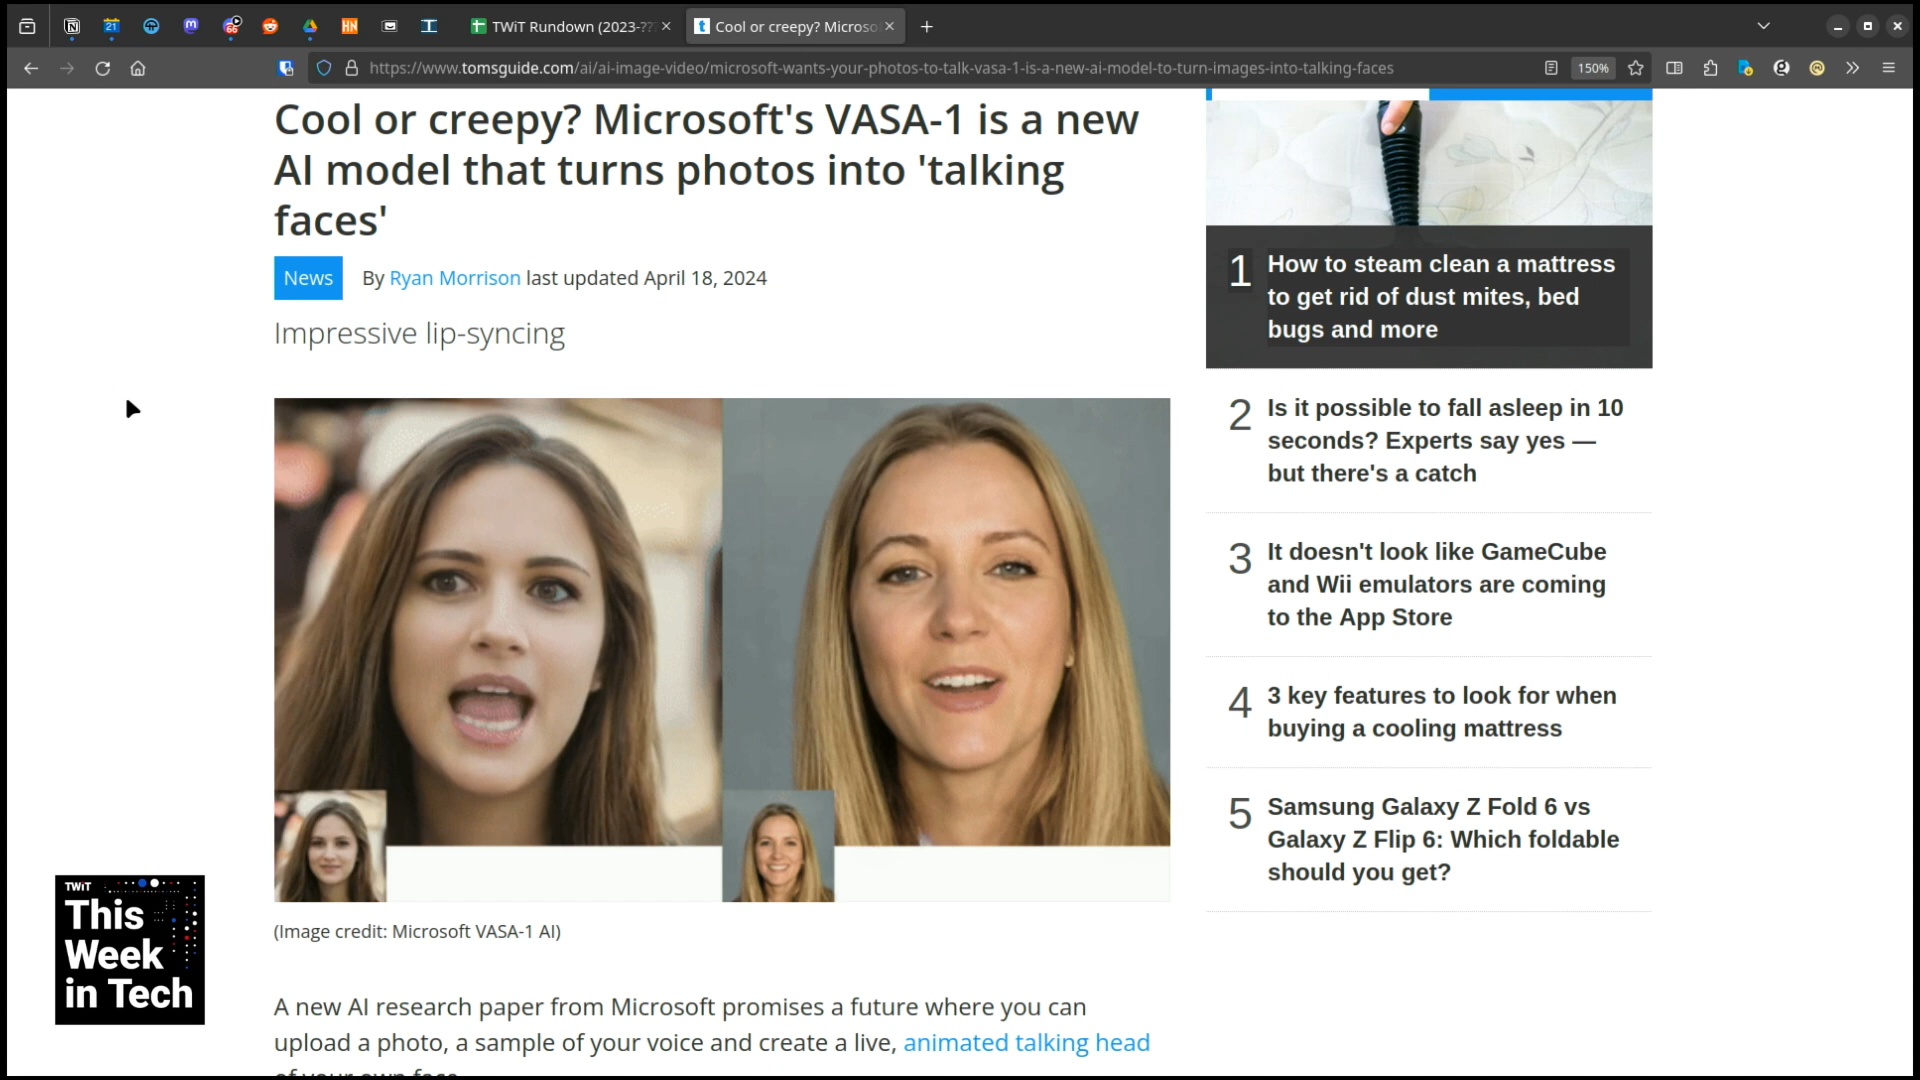 21
66
HN
TWiT Rundown (2023-??
Cool or creepy? Microso
https://www.tomsguide.com/ai/ai-image-video/microsoft-wants-your-photos-to-talk-vasa-1-is-a-new-ai-model-to-turn-images-into-talking-faces
150%
Cool or creepy? Microsoft's VASA-1 is a new
AI model that turns photos into 'talking
faces'
News
By Ryan Morrison last updated April 18, 2024
Impressive lip-syncing
(Image credit: Microsoft VASA-1 AI)
A new AI research paper from Microsoft promises a future where you can
upload a photo, a sample of your voice and create a live, animated talking head
of your own face.
1
How to steam clean a mattress
to get rid of dust mites, bed
bugs and more
2
Is it possible to fall asleep in 10
seconds? Experts say yes —
but there's a catch
3
It doesn't look like GameCube
and Wii emulators are coming
to the App Store
4
3 key features to look for when
buying a cooling mattress
5
Samsung Galaxy Z Fold 6 vs
Galaxy Z Flip 6: Which foldable
should you get?
TWiT
This
Week
in Tech